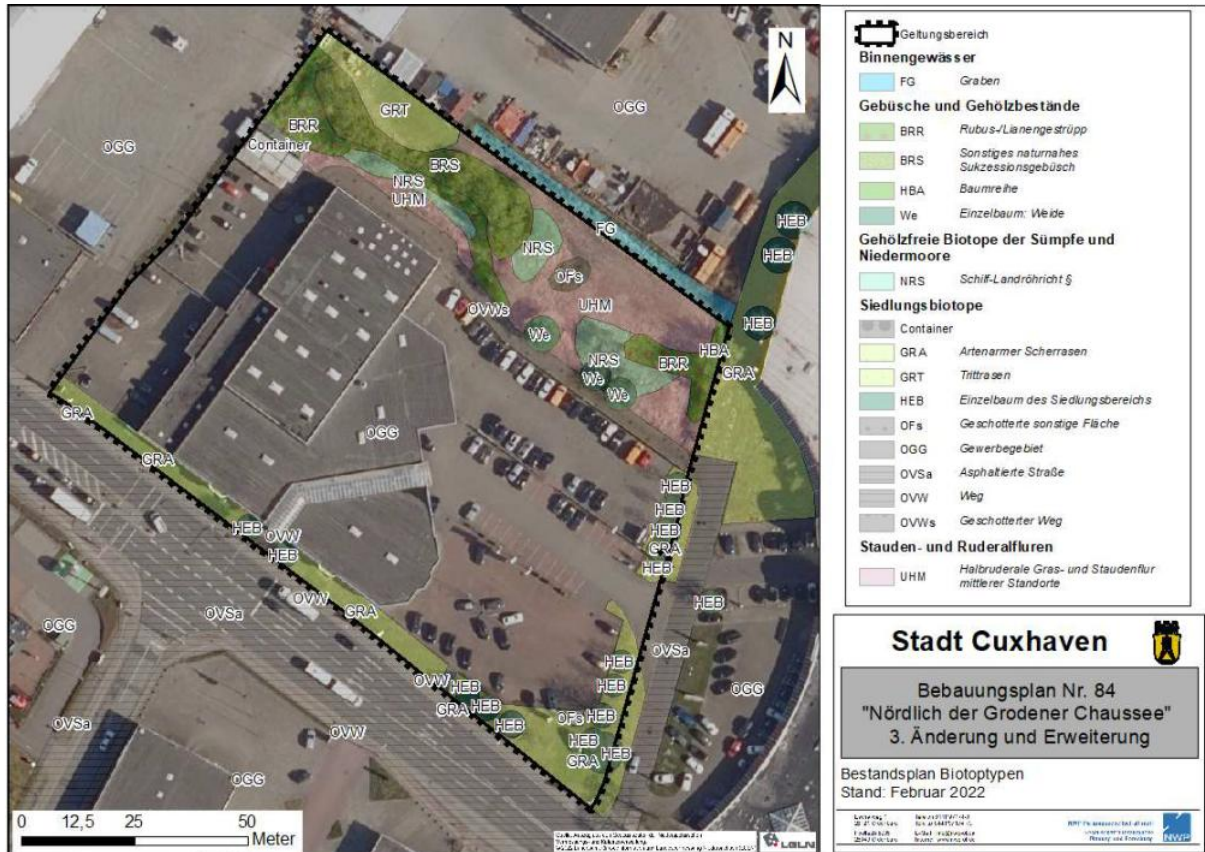 OGG
GRT
BRR
Container
OGG
BRS
NRS
UHM
NRS
FG
OFs
OVWs
UHM
We
NRS
BRR
We
We
HBA
GRA
HEB
HEB
HEB
GRA
GRA
OGG
HEB
OVW
HEB
OVW
GRA
HEB
HEB
HEB
GRA
HEB
HEB
OVSa
OGG
OVSa
OVW
OGG
OVSa
OGG
OVW
HEB
GRA
HEB
HEB
OFs
HEB
HEB
GRA
HEB
HEB
HEB
N
0 12,5 25 50
Meter
LGLN
Geltungsbereich
Binnengewässer
FG Graben
Gebüsche und Gehölzbestände
BRR Rubus-/Lianengestrüpp
BRS Sonstiges naturnahes
Sukzessionsgebüsch
HBA Baumreihe
We Einzelbaum: Weide
Gehölzfreie Biotope der Sümpfe und
Niedermoore
NRS Schilf-Landröhricht §
Siedlungsbiotope
Container
GRA Artenarmer Scherrasen
GRT Trittrasen
HEB Einzelbaum des Siedlungsbereichs
OFs Geschotterte sonstige Fläche
OGG Gewerbegebiet
OVSa Asphaltierte Straße
OVW Weg
OVWs Geschotterter Weg
Stauden- und Ruderalfluren
UHM Halbruderale Gras- und Staudenflur
mittlerer Standorte
Stadt Cuxhaven
Bebauungsplan Nr. 84
"Nördlich der Grodener Chaussee"
3. Änderung und Erweiterung
Bestandsplan Biotoptypen
Stand: Februar 2022
NWP